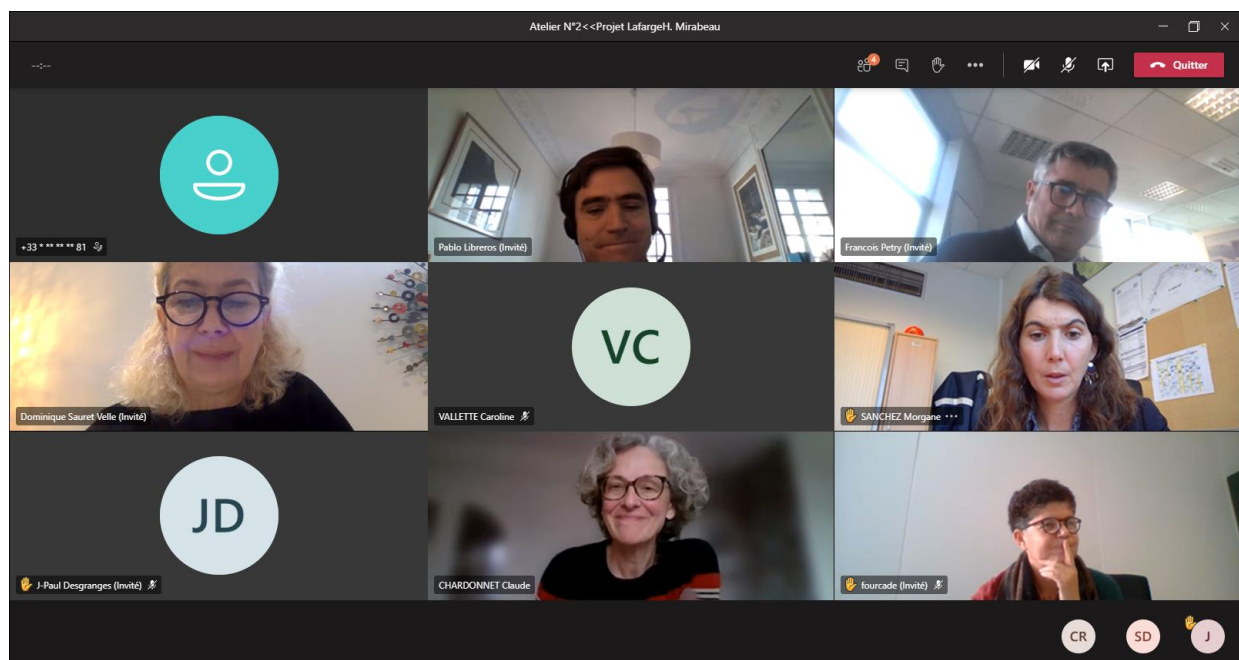 Atelier N°2<<Projet LafargeH. Mirabeau
--:--
4
Quitter
+33 * ** ** ** 81
Pablo Libreros (Invité)
Francois Petry (Invité)
Dominique Sauret Velle (Invité)
VC
VALLETTE Caroline
SANCHEZ Morgane
JD
J-Paul Desgranges (Invité)
CHARDONNET Claude
fourcade (Invité)
CR
SD
J